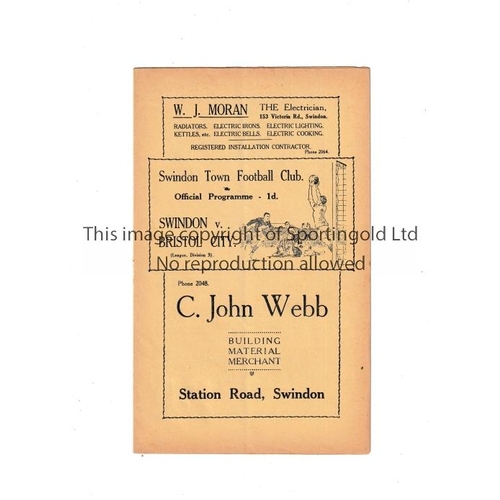 W. J. MORAN THE Electrician,
153 Victoria Rd., Swindon.
RADIATORS. ELECTRIC IRONS. ELECTRIC LIGHTING.
KETTLES, etc. ELECTRIC BELLS. ELECTRIC COOKING.
REGISTERED INSTALLATION CONTRACTOR.
Phone 2064.
Swindon Town Football Club.
Official Programme - 1d.
SWINDON v.
This image copyright of Sportingold Ltd
BRISTOL CITY.
(League, Division 3).
No reproduction allowed
Phone 2048.
C. John Webb
BUILDING
MATERIAL
MERCHANT
Station Road, Swindon